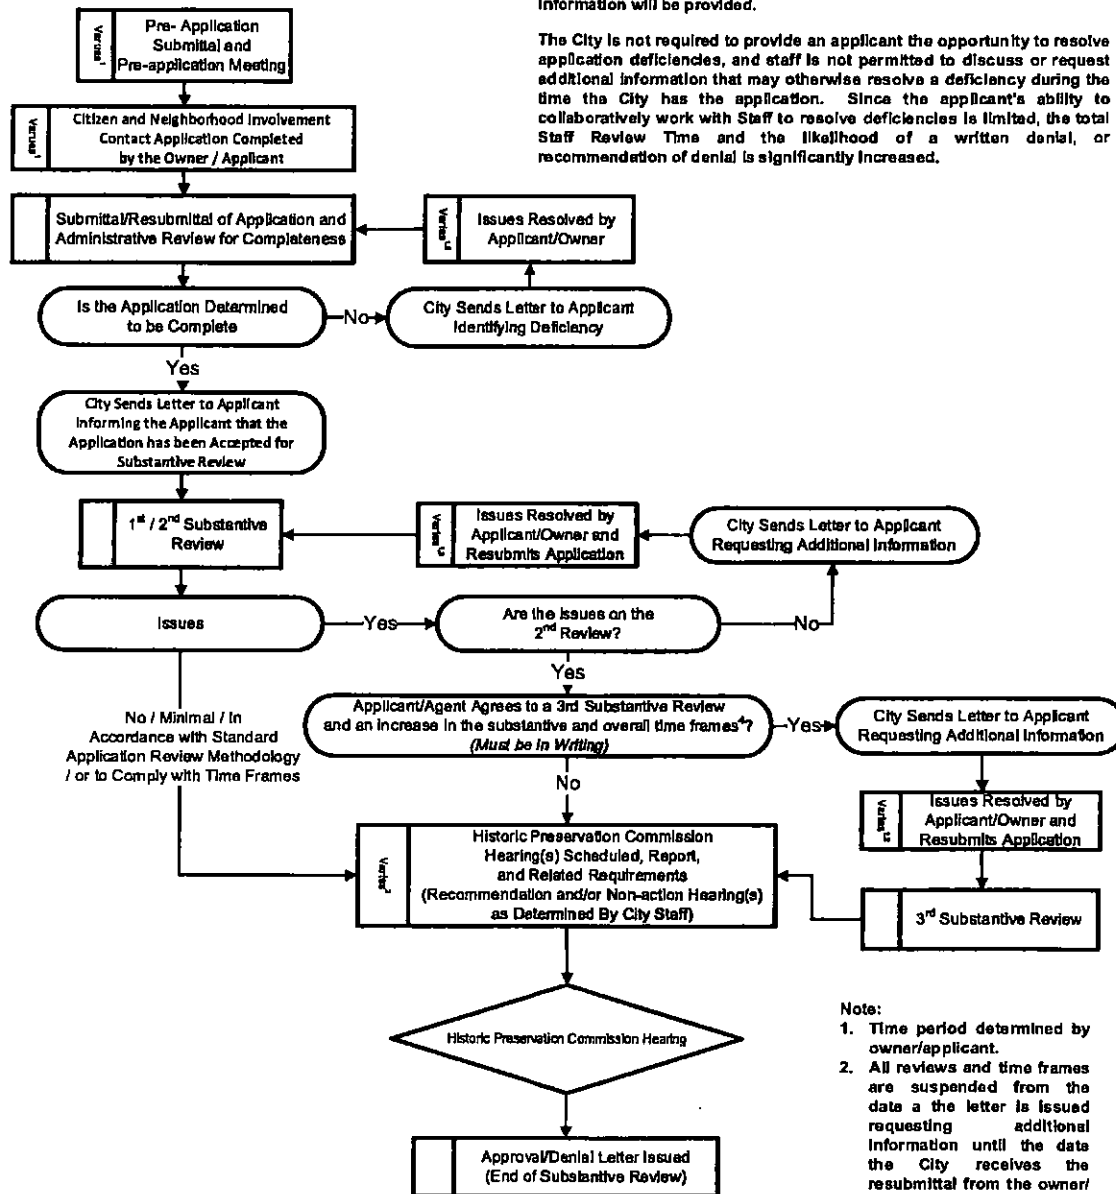 Information will be provided.
The City is not required to provide an applicant the opportunity to resolve
application deficiencies, and staff is not permitted to discuss or request
additional information that may otherwise resolve a deficiency during the
time the City has the application. Since the applicant's ability to
collaboratively work with Staff to resolve deficiencies is limited, the total
Staff Review Time and the likelihood of a written denial, or
recommendation of denial is significantly increased.
Varies1
Pre- Application
Submittal and
Pre-application Meeting
Varies1
Citizen and Neighborhood Involvement
Contact Application Completed
by the Owner / Applicant
Submittal/Resubmittal of Application and
Administrative Review for Completeness
Varies1,2
Issues Resolved by
Applicant/Owner
Is the Application Determined
to be Complete
No
City Sends Letter to Applicant
Identifying Deficiency
Yes
City Sends Letter to Applicant
Informing the Applicant that the
Application has been Accepted for
Substantive Review
1st / 2nd Substantive
Review
Varies1,2
Issues Resolved by
Applicant/Owner and
Resubmits Application
City Sends Letter to Applicant
Requesting Additional Information
Issues
Yes
Are the Issues on the
2nd Review?
No
Yes
No / Minimal / In
Accordance with Standard
Application Review Methodology
/ or to Comply with Time Frames
Applicant/Agent Agrees to a 3rd Substantive Review
and an increase in the substantive and overall time frames4?
(Must be in Writing)
Yes
City Sends Letter to Applicant
Requesting Additional Information
No
Varies1,2
Issues Resolved by
Applicant/Owner and
Resubmits Application
Varies3
Historic Preservation Commission
Hearing(s) Scheduled, Report,
and Related Requirements
(Recommendation and/or Non-action Hearing(s)
as Determined By City Staff)
3rd Substantive Review
Historic Preservation Commission Hearing
Approval/Denial Letter Issued
(End of Substantive Review)
Note:
1. Time period determined by
owner/applicant.
2. All reviews and time frames
are suspended from the
date a the letter is issued
requesting additional
information until the date
the City receives the
resubmittal from the owner/